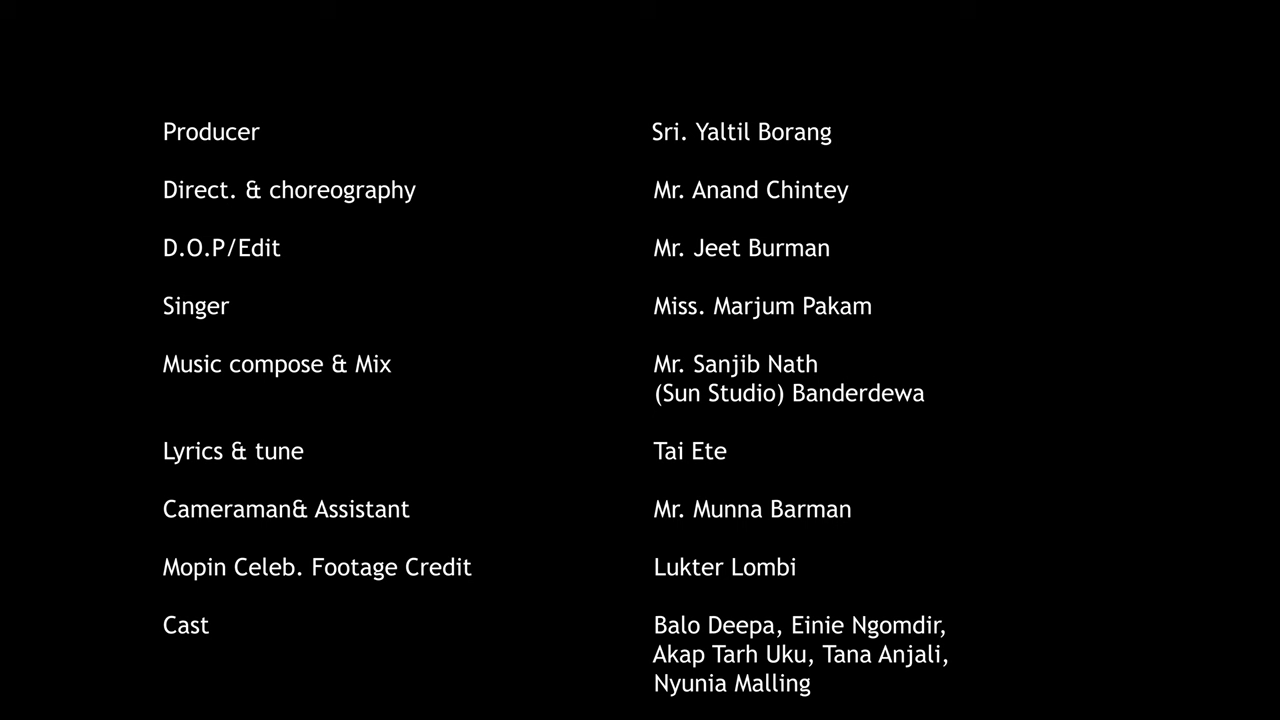 Producer Sri. Yaltil Borang
Direct. & choreography Mr. Anand Chintey
D.O.P/Edit Mr. Jeet Burman
Singer Miss. Marjum Pakam
Music compose & Mix Mr. Sanjib Nath
(Sun Studio) Banderdewa
Lyrics & tune Tai Ete
Cameraman& Assistant Mr. Munna Barman
Mopin Celeb. Footage Credit Lukter Lombi
Cast Balo Deepa, Einie Ngomdir,
Akap Tarh Uku, Tana Anjali,
Nyunia Malling